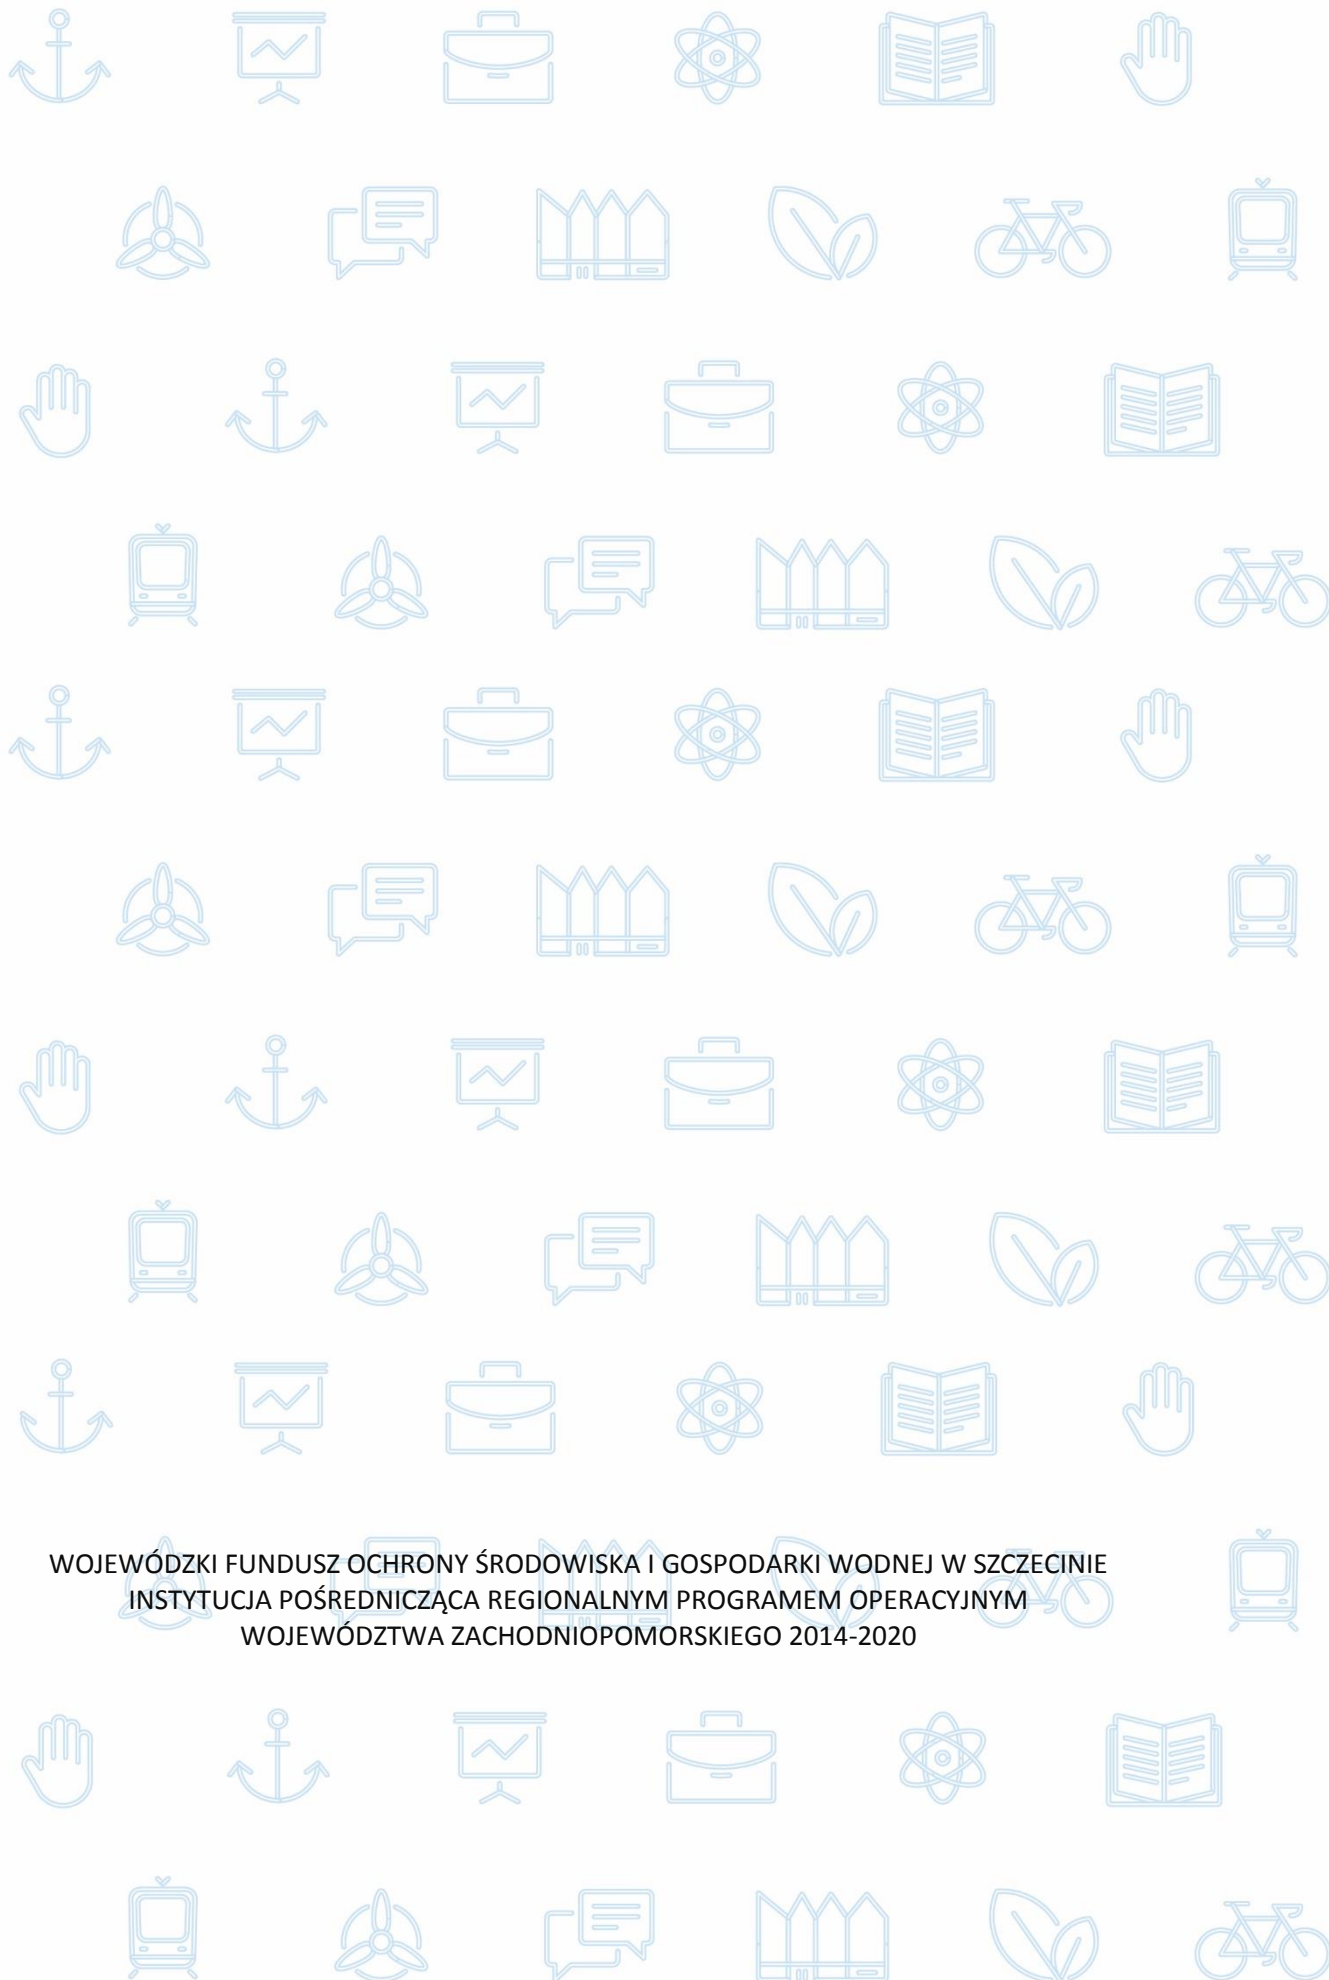 WOJEWÓDZKI FUNDUSZ OCHRONY ŚRODOWISKA I GOSPODARKI WODNEJ W SZCZECINIE
INSTYTUCJA POŚREDNICZĄCA REGIONALNYM PROGRAMEM OPERACYJNYM
WOJEWÓDZTWA ZACHODNIOPOMORSKIEGO 2014-2020